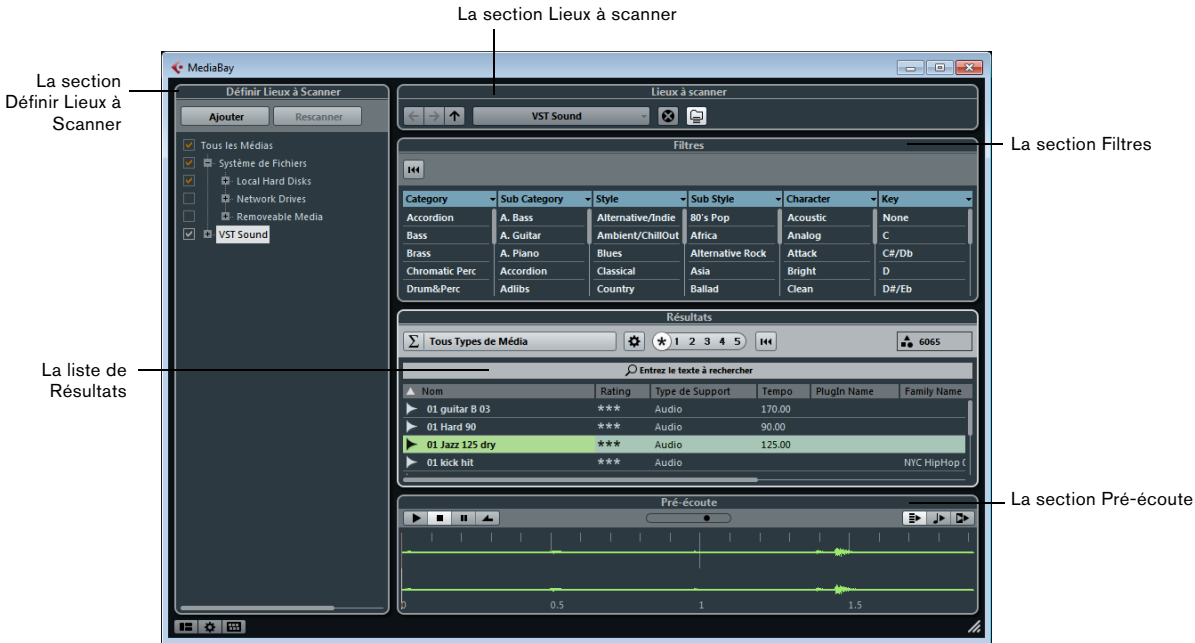 La section Lieux à scanner
MediaBay
La section
Définir Lieux à
Scanner
Définir Lieux à Scanner
Ajouter Rescanner
Tous les Médias
Système de Fichiers
Local Hard Disks
Network Drives
Removeable Media
VST Sound
Lieux à scanner
VST Sound
La section Filtres
Filtres
Category Sub Category Style Sub Style Character Key
Accordion A. Bass Alternative/Indie 80's Pop Acoustic None
Bass A. Guitar Ambient/ChillOut Africa Analog C
Brass A. Piano Blues Alternative Rock Attack C#/Db
Chromatic Perc Accordion Classical Asia Bright D
Drum&Perc Adlibs Country Ballad Clean D#/Eb
La liste de
Résultats
Résultats
Tous Types de Média 1 2 3 4 5 6065
Entrez le texte à rechercher
Nom Rating Type de Support Tempo PlugIn Name Family Name
01 guitar B 03 *** Audio 170.00
01 Hard 90 *** Audio 90.00
01 Jazz 125 dry *** Audio 125.00
01 kick hit *** Audio NYC HipHop
La section Pré-écoute
Pré-écoute
0 0.5 1 1.5